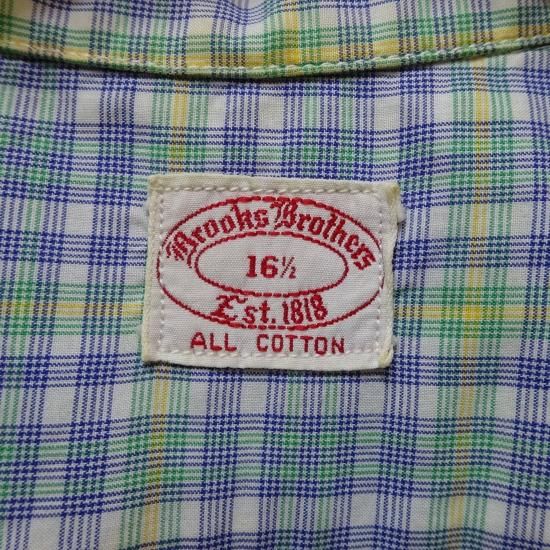 Brooks Brothers
16½
Est. 1818
ALL COTTON